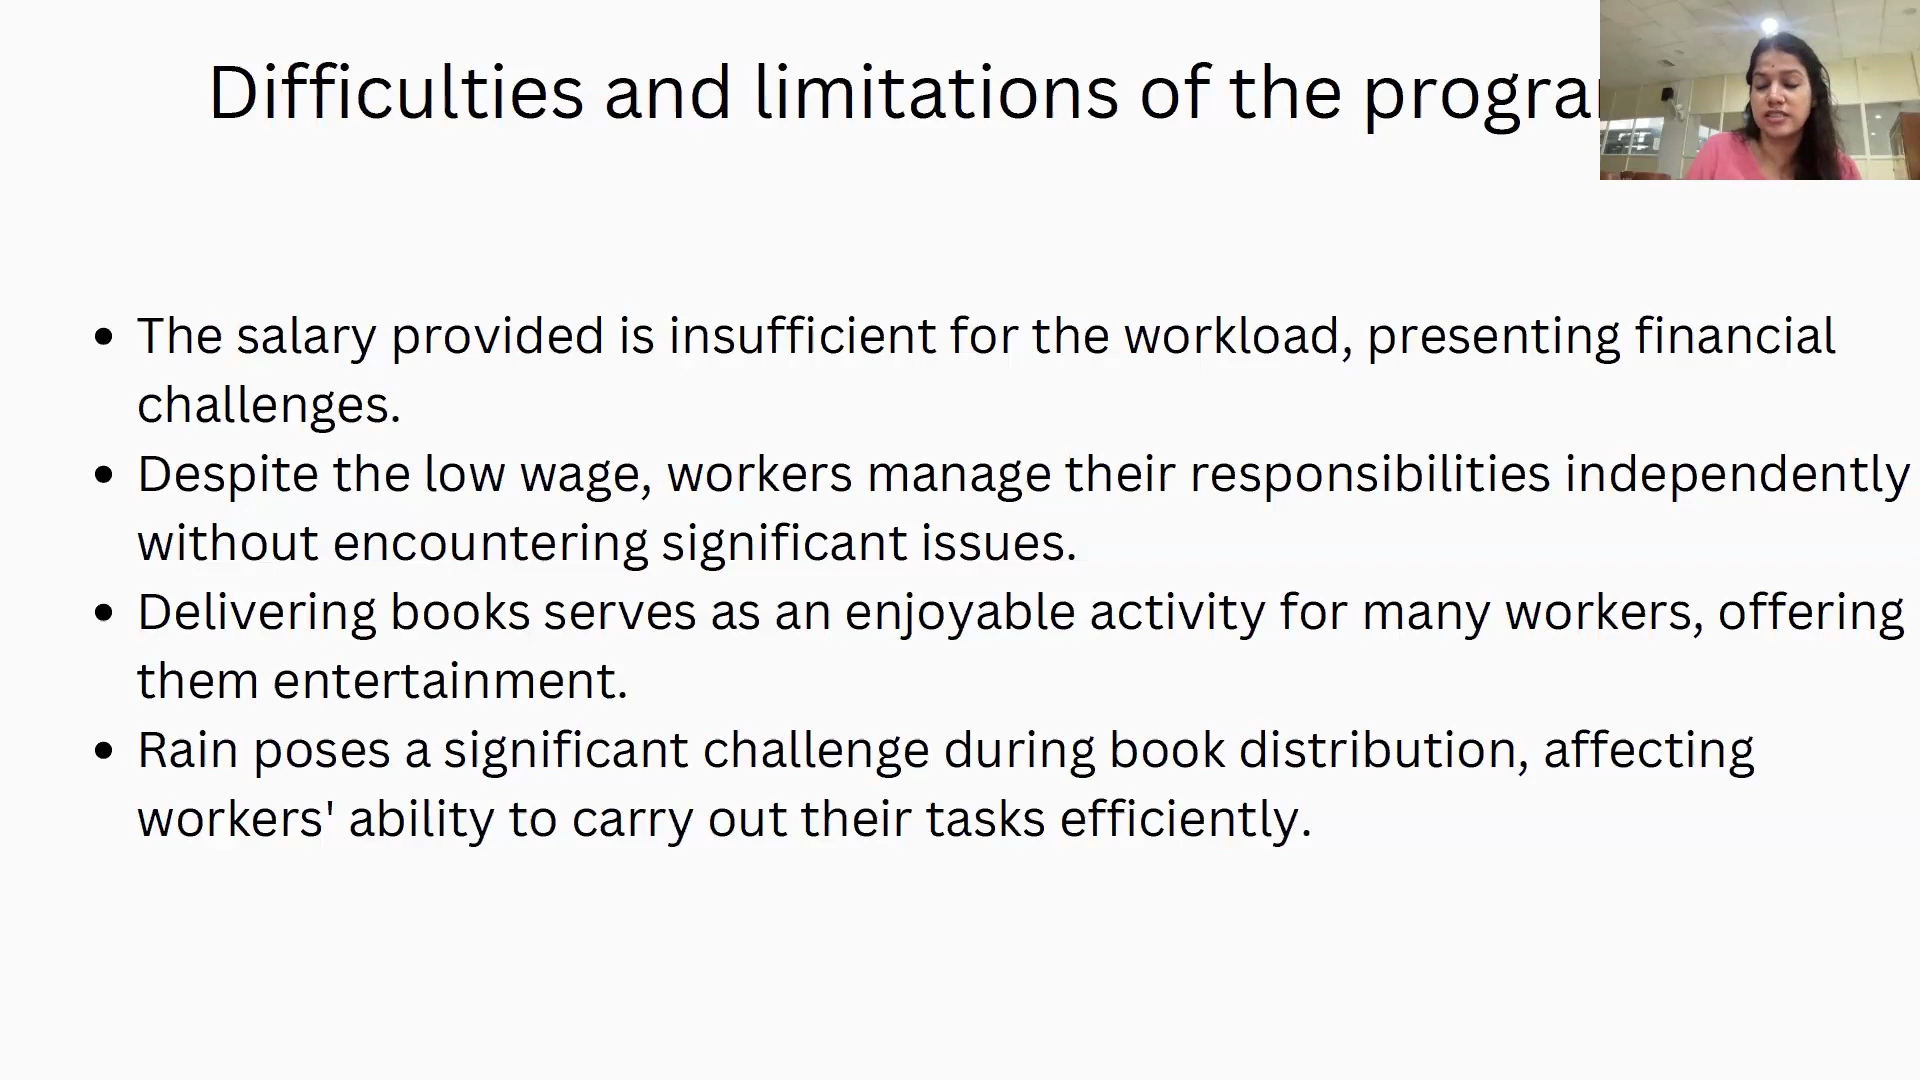 Difficulties and limitations of the
The salary provided is insufficient for the workload, presenting financial
challenges.
Despite the low wage, workers manage their responsibilities independently
without encountering significant issues.
Delivering books serves as an enjoyable activity for many workers, offering
them entertainment.
Rain poses a significant challenge during book distribution, affecting
workers' ability to carry out their tasks efficiently.